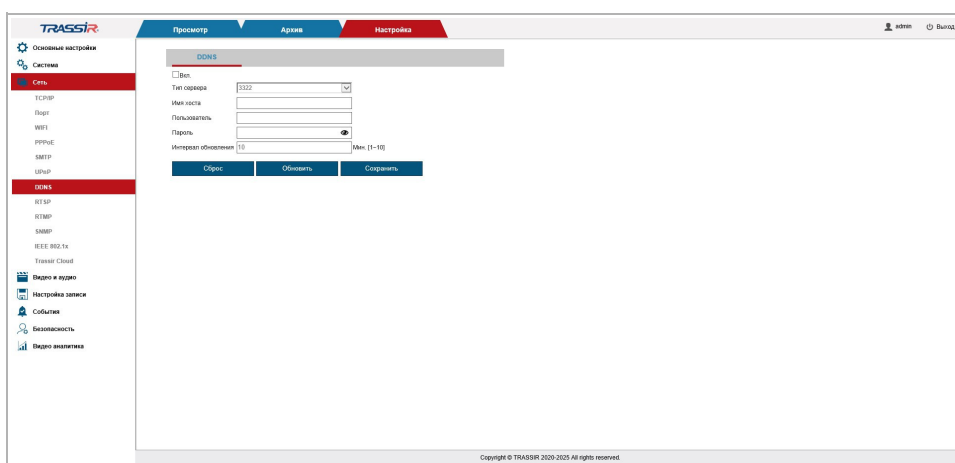 TRASSIR
Просмотр
Архив
Настройка
admin
Выход
Основные настройки
Система
Сеть
TCP/IP
Порт
WIFI
PPPoE
SMTP
UPnP
DDNS
RTSP
RTMP
SNMP
IEEE 802.1x
Trassir Cloud
Видео и аудио
Настройка записи
События
Безопасность
Видео аналитика
DDNS
Вкл.
Тип сервера 3322
Имя хоста
Пользователь
Пароль
Интервал обновления 10 Мин. [1~10]
Сброс
Обновить
Сохранить
Copyright © TRASSIR 2020-2025 All rights reserved.